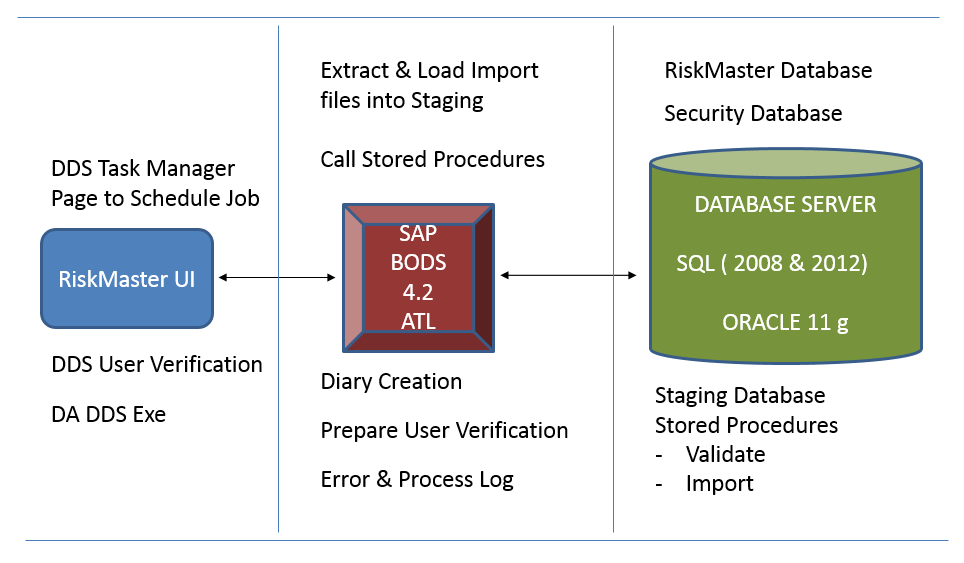 DDS Task Manager
Page to Schedule Job
RiskMaster UI
DDS User Verification
DA DDS Exe
Extract & Load Import
files into Staging
Call Stored Procedures
SAP
BODS
4.2
ATL
Diary Creation
Prepare User Verification
Error & Process Log
RiskMaster Database
Security Database
DATABASE SERVER
SQL ( 2008 & 2012)
ORACLE 11 g
Staging Database
Stored Procedures
- Validate
- Import